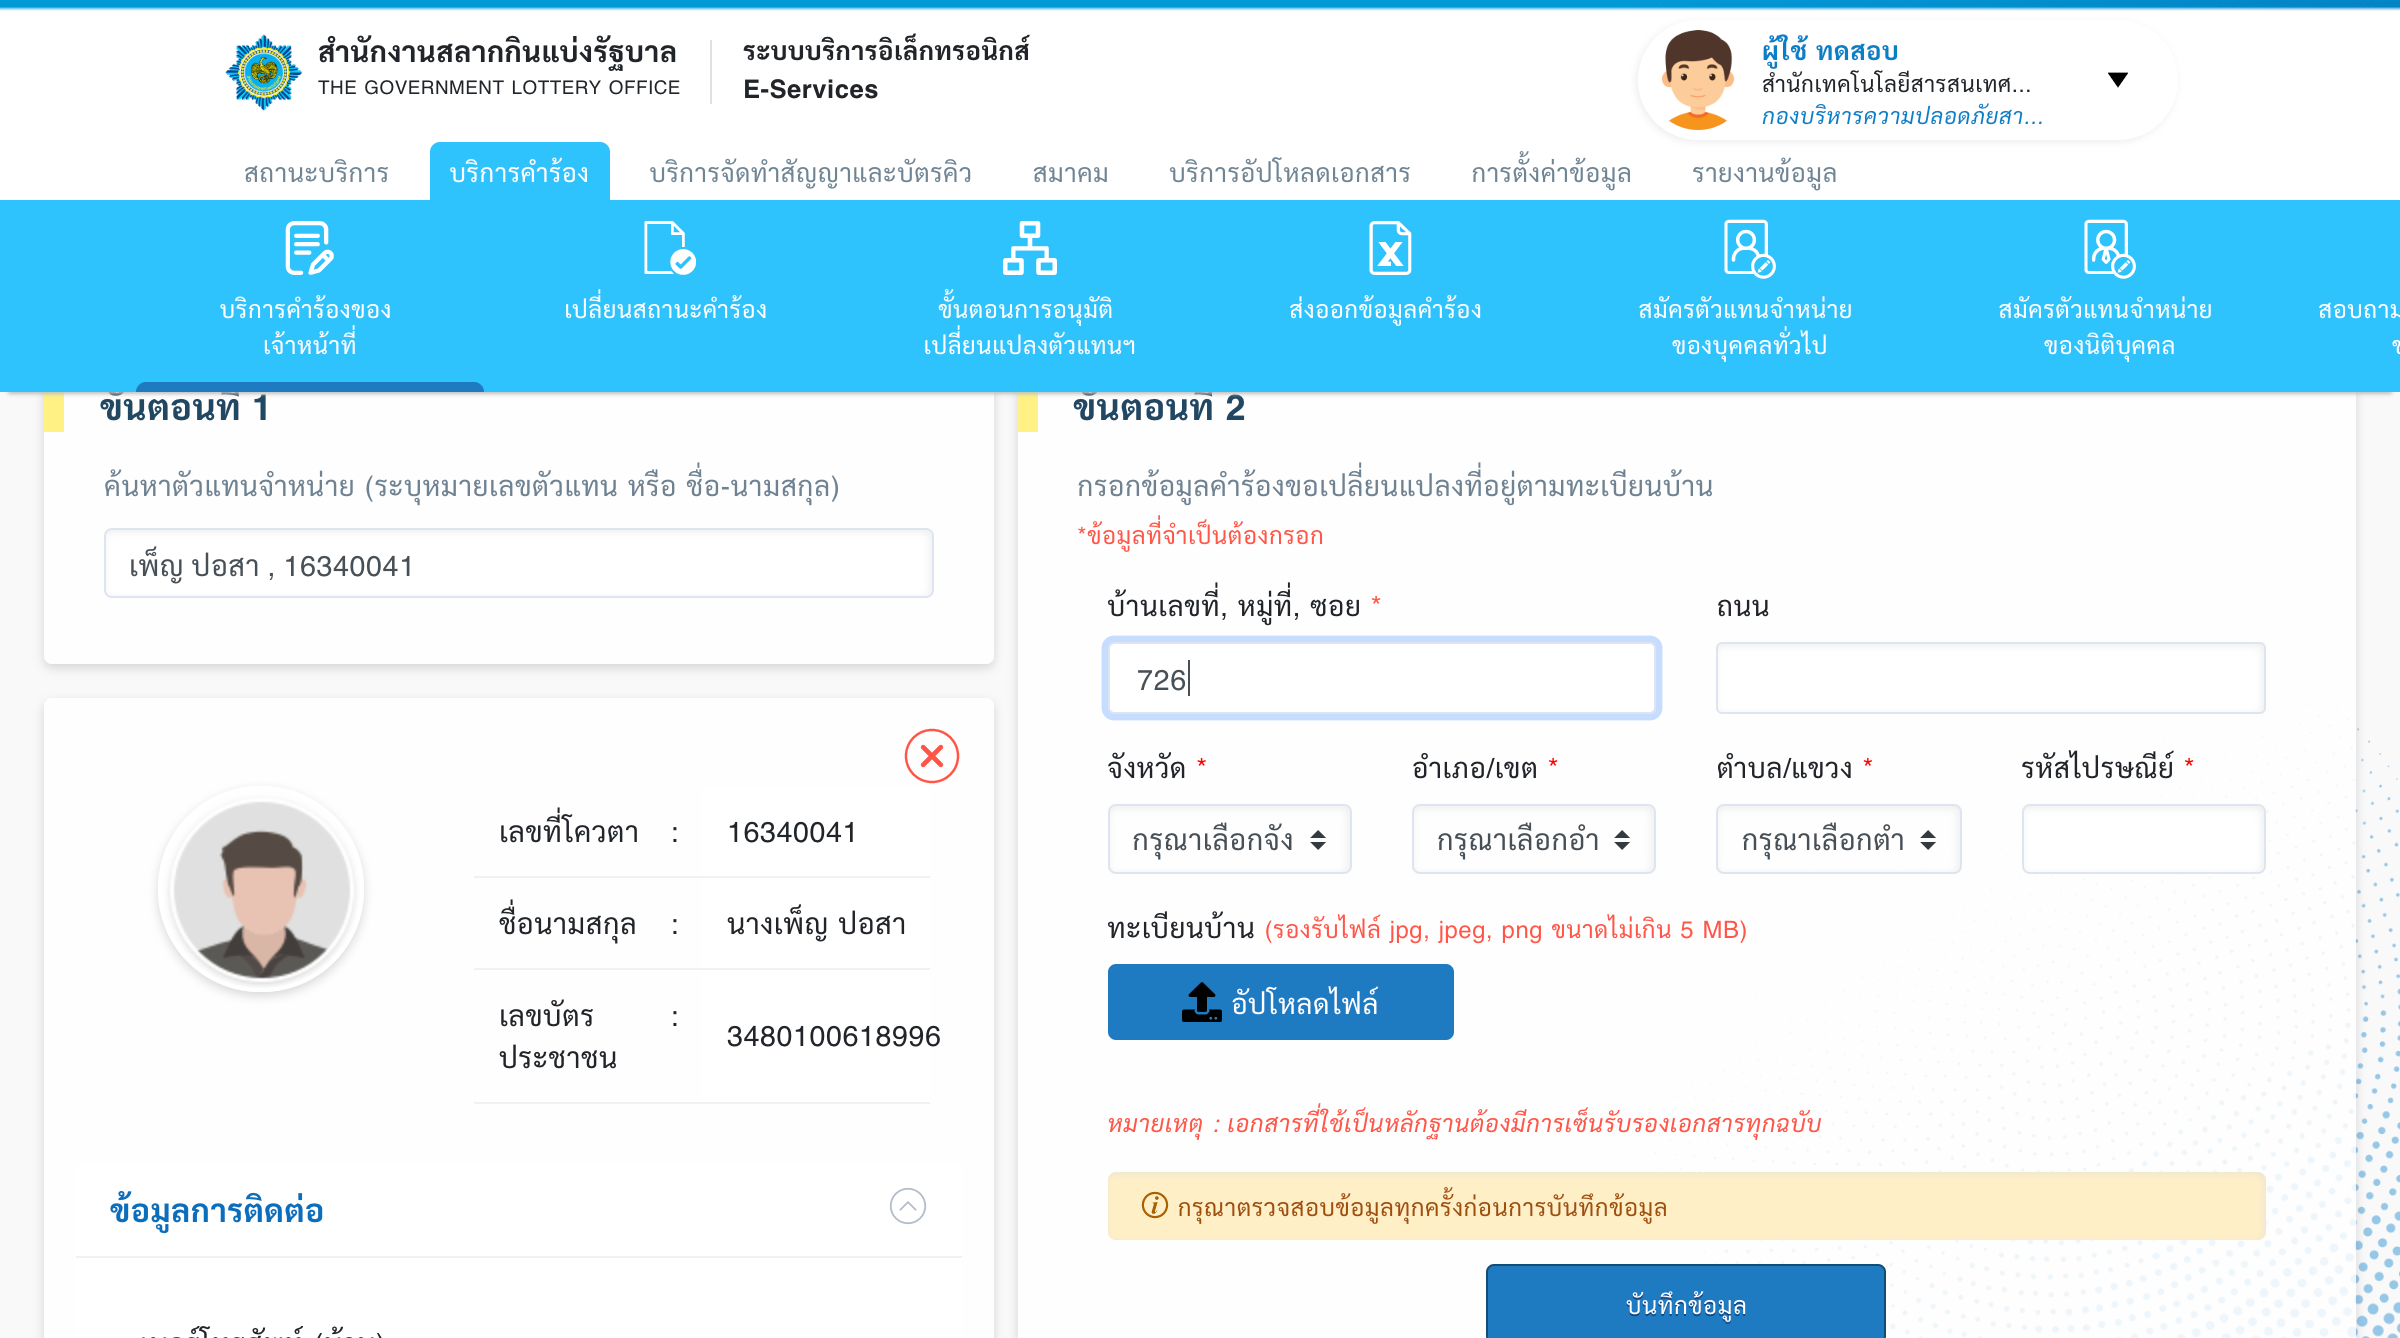 สำนักงานสลากกินแบ่งรัฐบาล
THE GOVERNMENT LOTTERY OFFICE
ระบบบริการอิเล็กทรอนิกส์
E-Services
ผู้ใช้ ทดสอบ
สำนักเทคโนโลยีสารสนเทศ...
กองบริหารความปลอดภัยสา...
สถานะบริการ
บริการคำร้อง
บริการจัดทำสัญญาและบัตรคิว
สมาคม
บริการอัปโหลดเอกสาร
การตั้งค่าข้อมูล
รายงานข้อมูล
บริการคำร้องของ
เจ้าหน้าที่
เปลี่ยนสถานะคำร้อง
ขั้นตอนการอนุมัติ
เปลี่ยนแปลงตัวแทนฯ
ส่งออกข้อมูลคำร้อง
สมัครตัวแทนจำหน่าย
ของบุคคลทั่วไป
สมัครตัวแทนจำหน่าย
ของนิติบุคคล
สอบถาม
ขั้นตอนที่ 1
ค้นหาตัวแทนจำหน่าย (ระบุหมายเลขตัวแทน หรือ ชื่อ-นามสกุล)
เพ็ญ ปอสา , 16340041
เลขที่โควตา : 16340041
ชื่อนามสกุล : นางเพ็ญ ปอสา
เลขบัตร
ประชาชน : 3480100618996
ข้อมูลการติดต่อ
ขั้นตอนที่ 2
กรอกข้อมูลคำร้องขอเปลี่ยนแปลงที่อยู่ตามทะเบียนบ้าน
*ข้อมูลที่จำเป็นต้องกรอก
บ้านเลขที่, หมู่ที่, ซอย *
ถนน
726
จังหวัด *
อำเภอ/เขต *
ตำบล/แขวง *
รหัสไปรษณีย์ *
กรุณาเลือกจัง
กรุณาเลือกอำ
กรุณาเลือกตำ
ทะเบียนบ้าน (รองรับไฟล์ jpg, jpeg, png ขนาดไม่เกิน 5 MB)
อัปโหลดไฟล์
หมายเหตุ : เอกสารที่ใช้เป็นหลักฐานต้องมีการเซ็นรับรองเอกสารทุกฉบับ
กรุณาตรวจสอบข้อมูลทุกครั้งก่อนการบันทึกข้อมูล
บันทึกข้อมูล